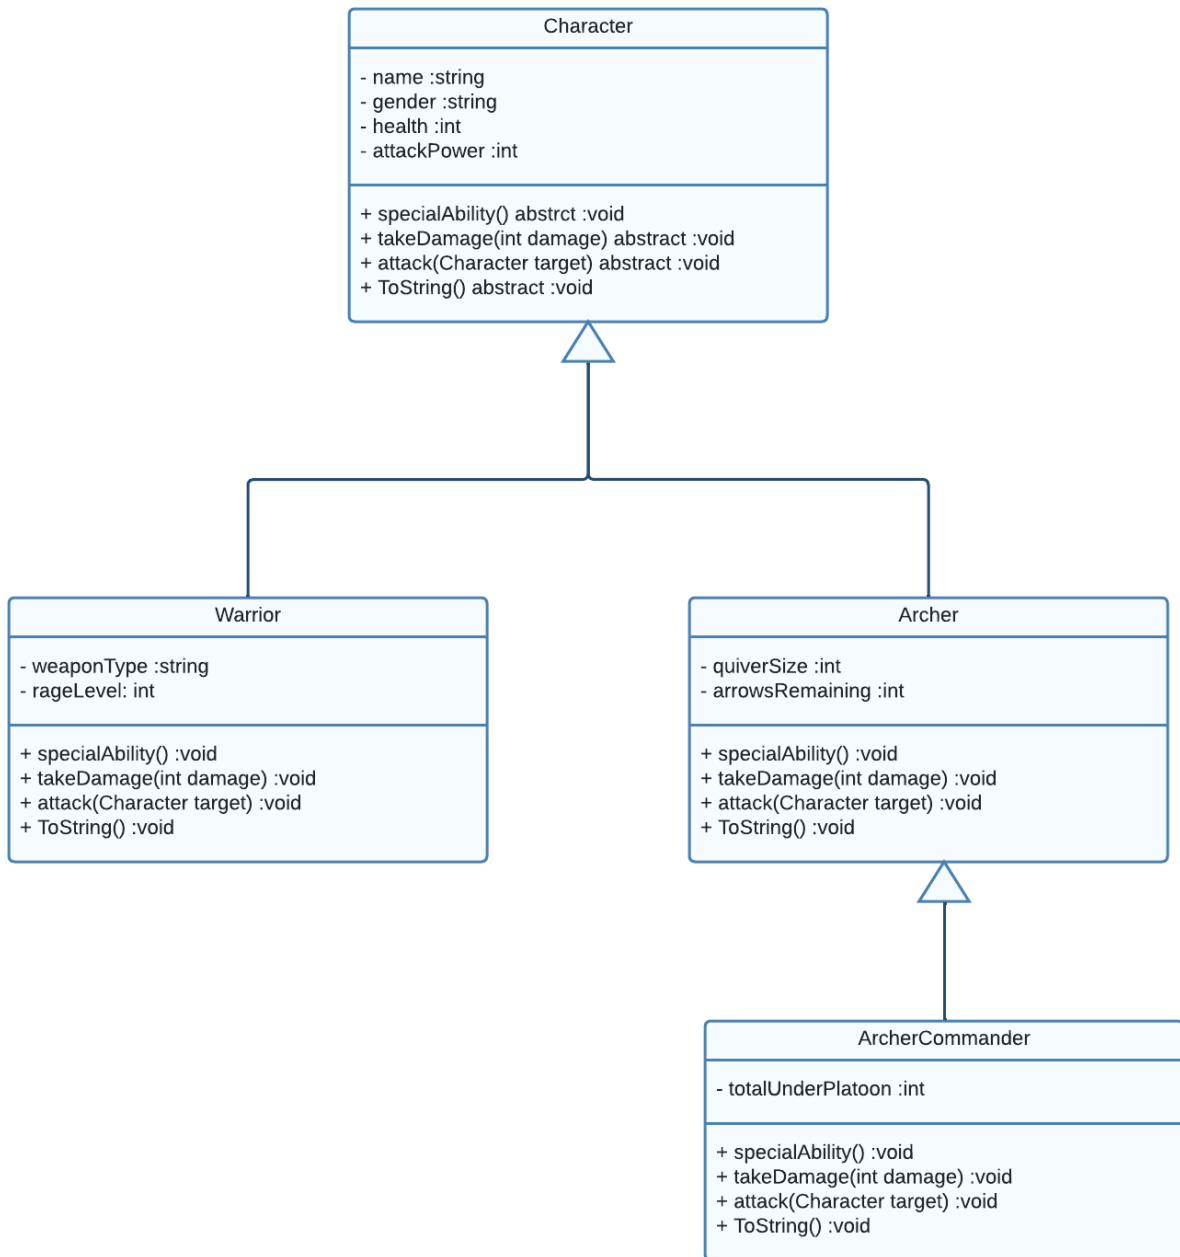 Character
- name :string
- gender :string
- health :int
- attackPower :int
+ specialAbility() abstrct :void
+ takeDamage(int damage) abstract :void
+ attack(Character target) abstract :void
+ ToString() abstract :void
Warrior
- weaponType :string
- rageLevel: int
+ specialAbility() :void
+ takeDamage(int damage) :void
+ attack(Character target) :void
+ ToString() :void
Archer
- quiverSize :int
- arrowsRemaining :int
+ specialAbility() :void
+ takeDamage(int damage) :void
+ attack(Character target) :void
+ ToString() :void
ArcherCommander
- totalUnderPlatoon :int
+ specialAbility() :void
+ takeDamage(int damage) :void
+ attack(Character target) :void
+ ToString() :void